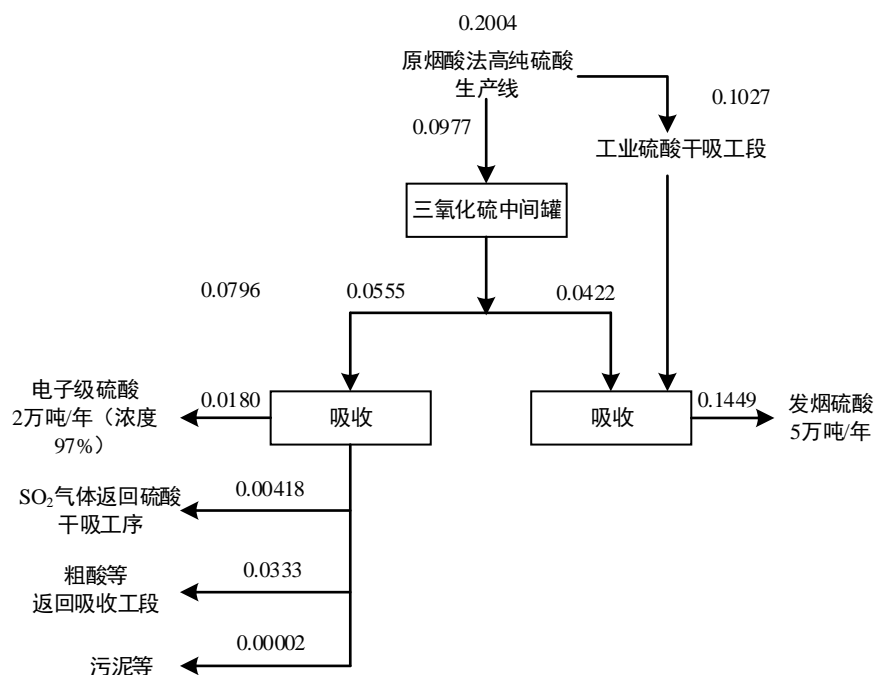 0.2004
原烟酸法高纯硫酸
生产线
0.1027
0.0977
工业硫酸干吸工段
三氧化硫中间罐
0.0796
0.0555
0.0422
电子级硫酸
2万吨/年（浓度
97%）
0.0180
吸收
吸收
0.1449
发烟硫酸
5万吨/年
SO₂气体返回硫酸
干吸工序
0.00418
粗酸等
返回吸收工段
0.0333
污泥等
0.00002